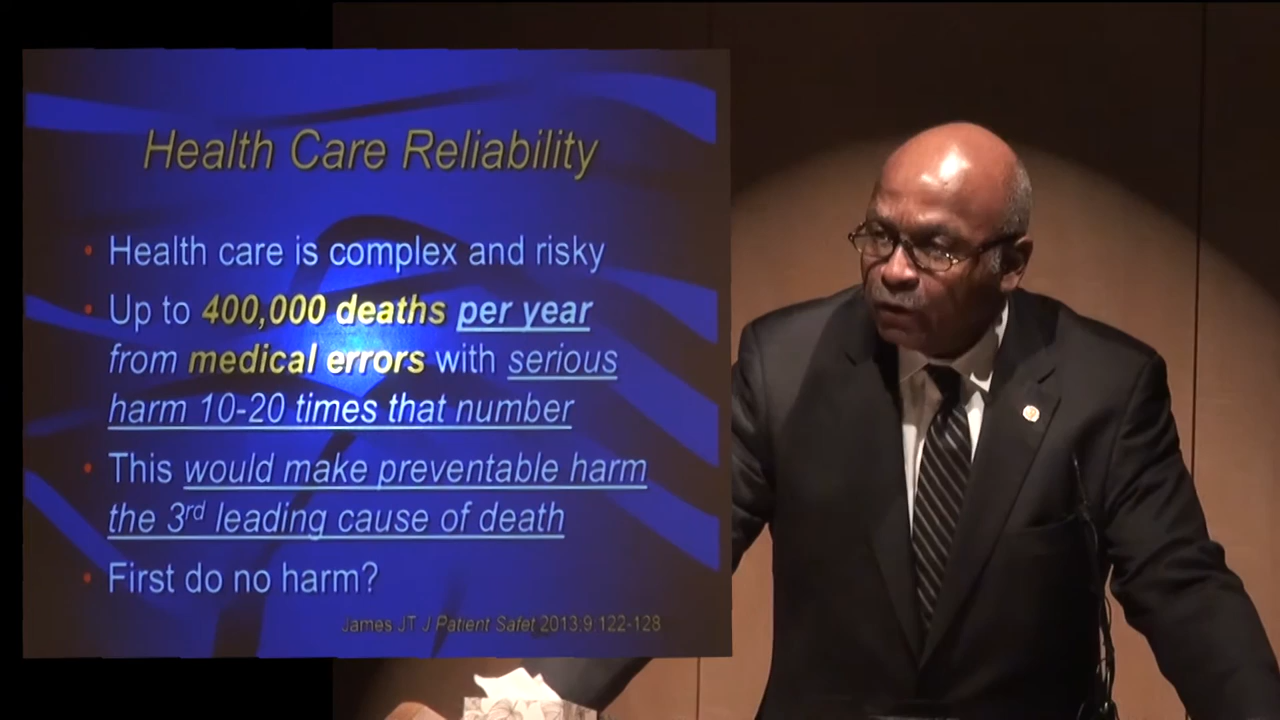 Health Care Reliability
• Health care is complex and risky
• Up to 400,000 deaths per year
from medical errors with serious
harm 10-20 times that number
• This would make preventable harm
the 3rd leading cause of death
• First do no harm?
James JT J Patient Safet 2013;9:122-128